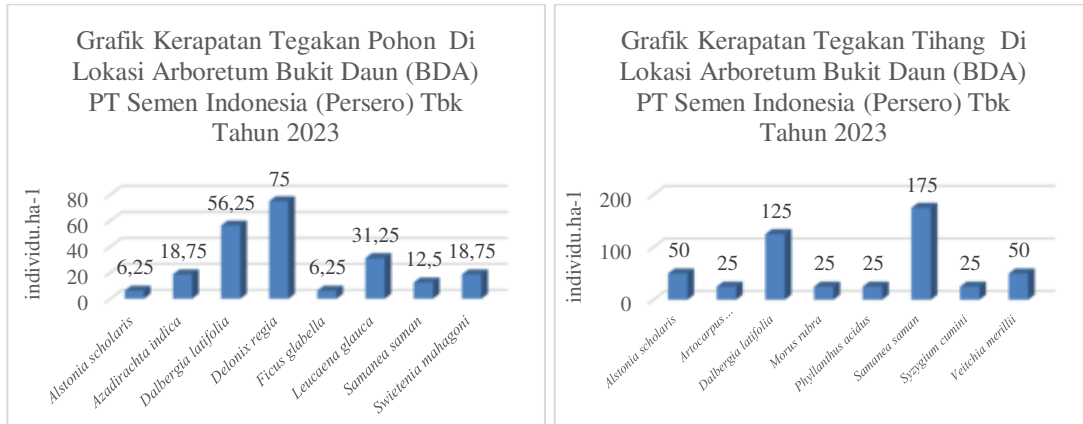 Grafik Kerapatan Tegakan Pohon Di
Lokasi Arboretum Bukit Daun (BDA)
PT Semen Indonesia (Persero) Tbk
Tahun 2023
individu.ha-1
80
60
40
20
0
6,25
18,75
56,25
75
6,25
31,25
12,5
18,75
Alstonia scholaris
Azadirachta indica
Dalbergia latifolia
Delonix regia
Ficus glabella
Leucaena glauca
Samanea saman
Swietenia mahagoni
Grafik Kerapatan Tegakan Tihang Di
Lokasi Arboretum Bukit Daun (BDA)
PT Semen Indonesia (Persero) Tbk
Tahun 2023
individu.ha-1
200
100
0
50
25
125
25
25
175
25
50
Alstonia scholaris
Artocarpus ...
Dalbergia latifolia
Morus rubra
Phyllanthus acidus
Samanea saman
Syzygium cumini
Veitchia merillii